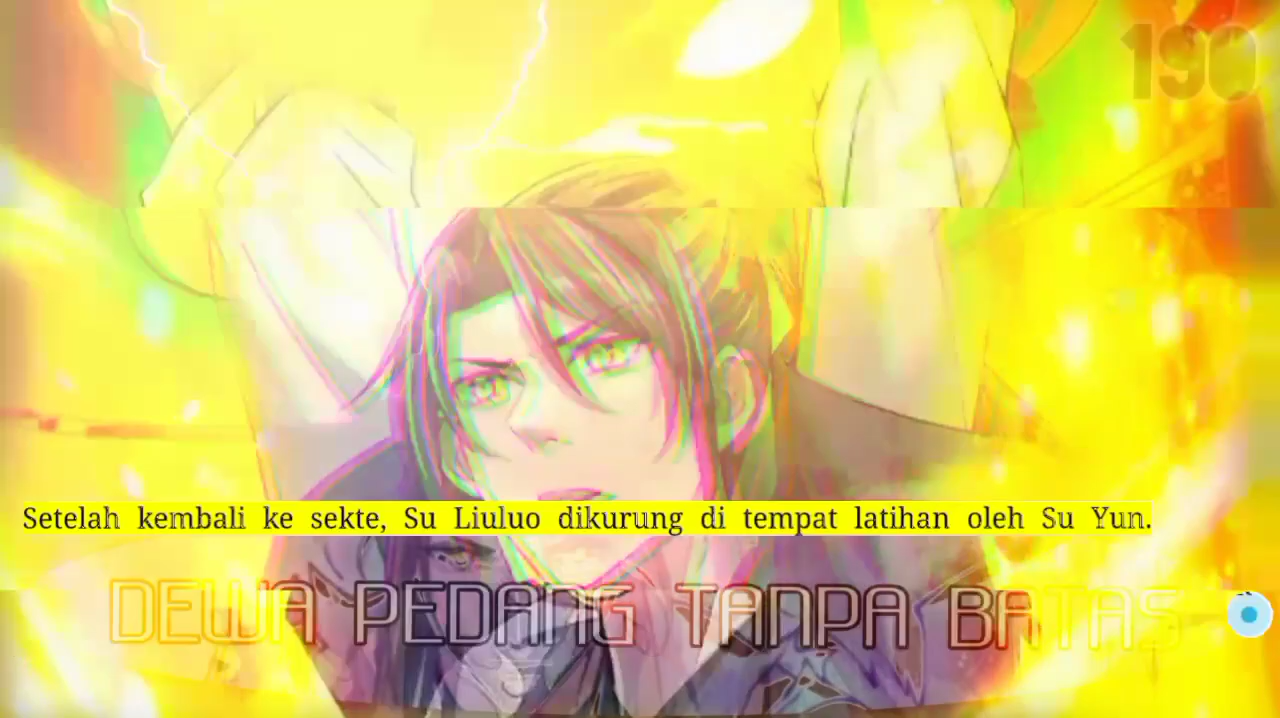 190
Setelah kembali ke sekte, Su Liuluo dikurung di tempat latihan oleh Su Yun.
DEWA PEDANG TANPA BATAS